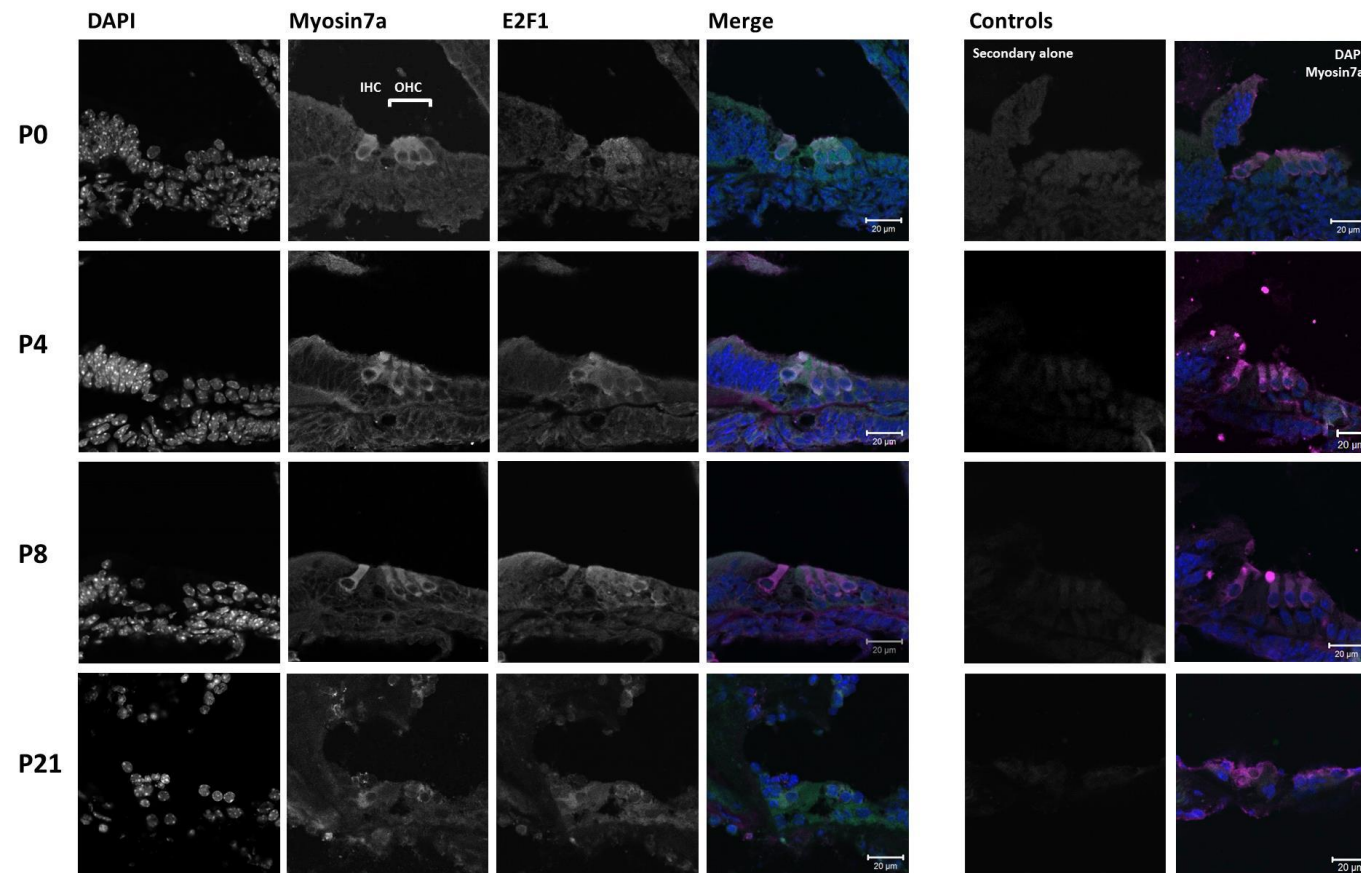 DAPI Myosin7a E2F1 Merge Controls
P0
IHC OHC
20 µm
Secondary alone
DAPI
Myosin7a
20 µm
P4
20 µm
20 µm
P8
20 µm
20 µm
P21
20 µm
20 µm